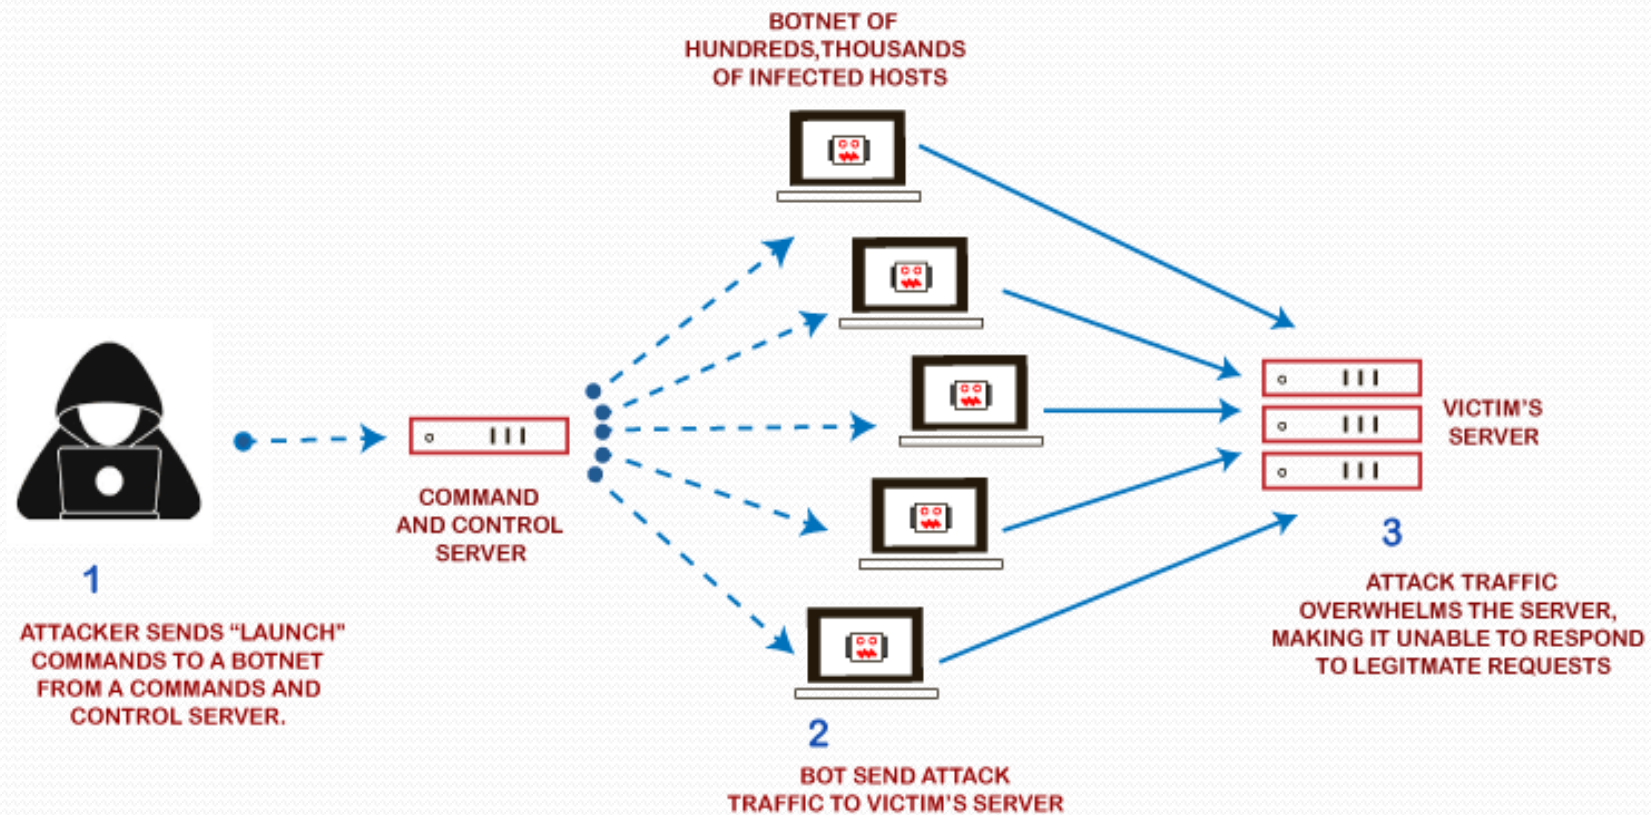 BOTNET OF
HUNDREDS,THOUSANDS
OF INFECTED HOSTS
COMMAND
AND CONTROL
SERVER
VICTIM'S
SERVER
1
ATTACKER SENDS “LAUNCH”
COMMANDS TO A BOTNET
FROM A COMMANDS AND
CONTROL SERVER.
2
BOT SEND ATTACK
TRAFFIC TO VICTIM'S SERVER
3
ATTACK TRAFFIC
OVERWHELMS THE SERVER,
MAKING IT UNABLE TO RESPOND
TO LEGITMATE REQUESTS